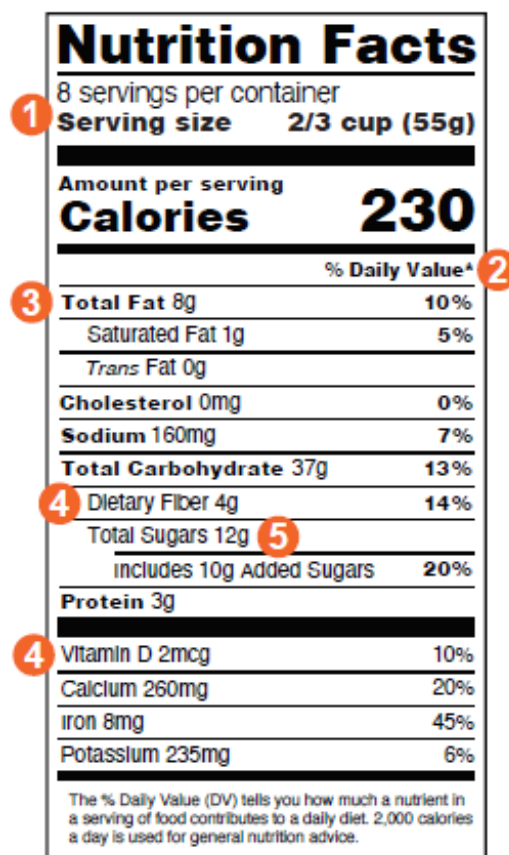 Nutrition Facts
8 servings per container
1 Serving size 2/3 cup (55g)
Amount per serving
Calories 230
% Daily Value* 2
3 Total Fat 8g 10%
Saturated Fat 1g 5%
Trans Fat 0g
Cholesterol 0mg 0%
Sodium 160mg 7%
Total Carbohydrate 37g 13%
4 Dietary Fiber 4g 14%
Total Sugars 12g 5
Includes 10g Added Sugars 20%
Protein 3g
4 Vitamin D 2mcg 10%
Calcium 260mg 20%
Iron 8mg 45%
Potassium 235mg 6%
The % Daily Value (DV) tells you how much a nutrient in
a serving of food contributes to a daily diet. 2,000 calories
a day is used for general nutrition advice.